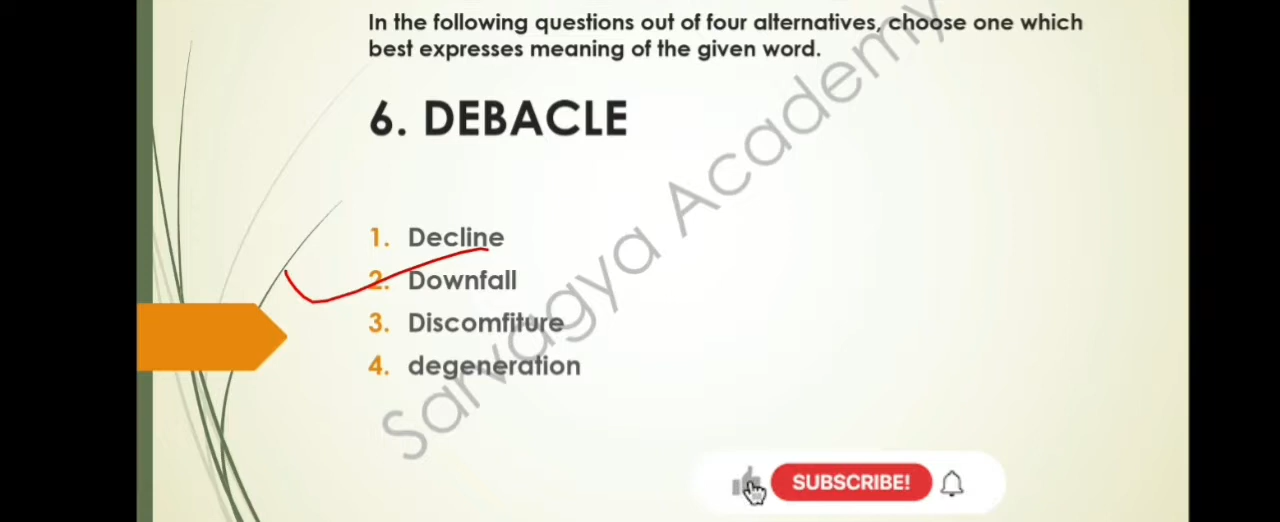 In the following questions out of four alternatives, choose one which
best expresses meaning of the given word.
6. DEBACLE
1. Decline
2. Downfall
3. Discomfiture
4. degeneration
Sarvagya Academy
SUBSCRIBE!